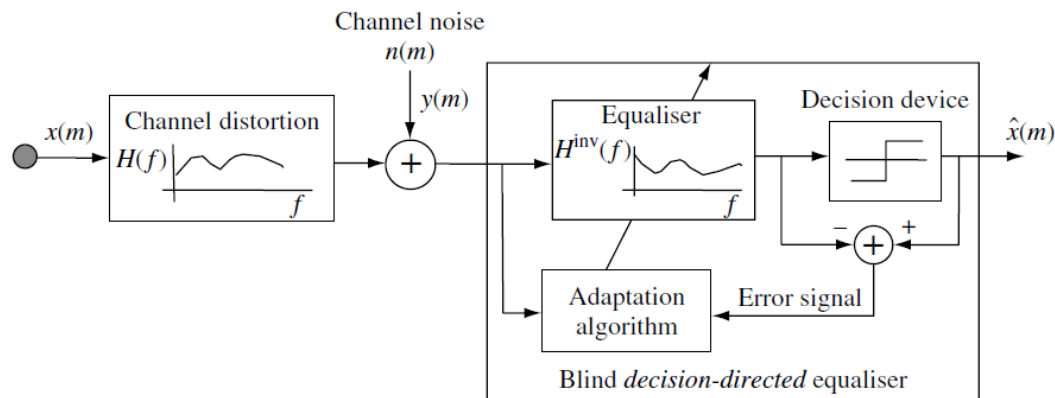 Channel noise
n(m)
y(m)
x(m)
Channel distortion
H(f)
f
+
Equaliser
H^inv(f)
f
Decision device
x̂(m)
− +
+
Adaptation
algorithm
Error signal
Blind decision-directed equaliser